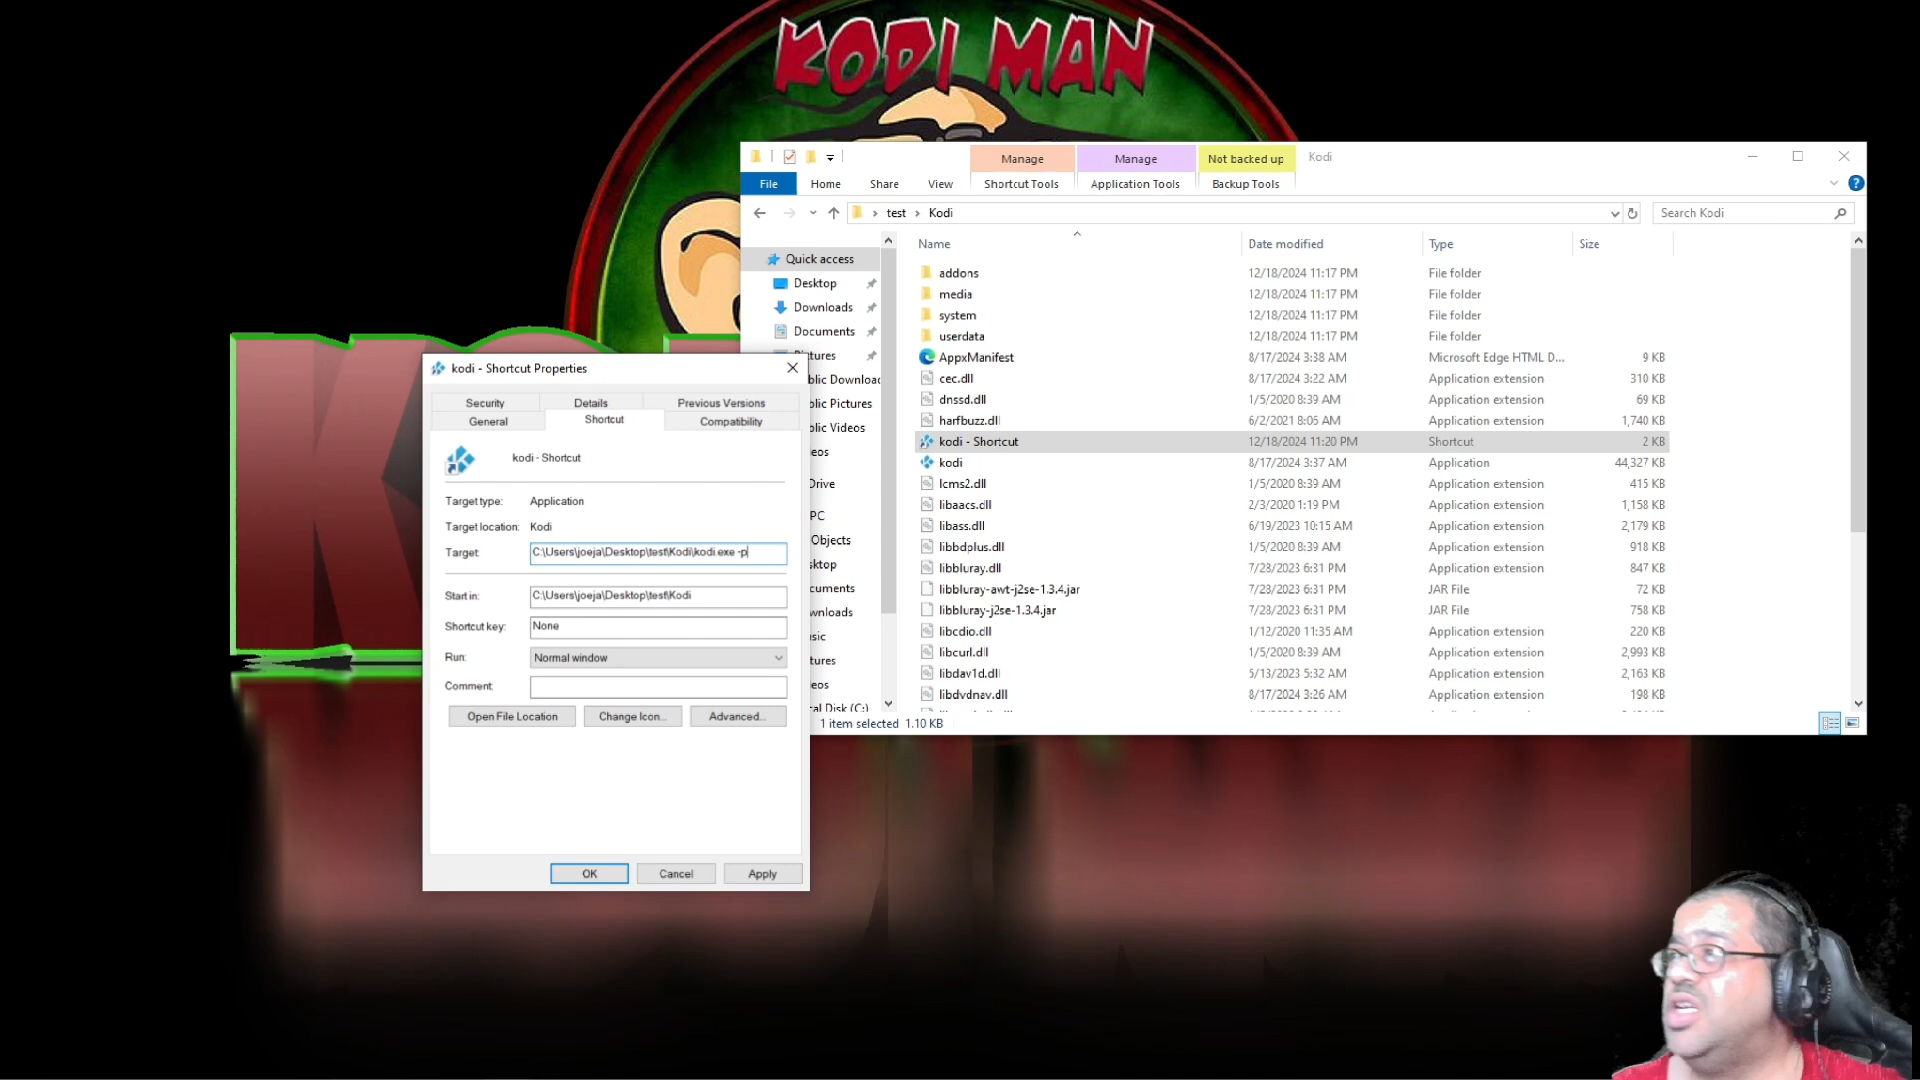 KODI MAN
Manage
Manage
Not backed up
Kodi
File
Home
Share
View
Shortcut Tools
Application Tools
Backup Tools
test
Kodi
Search Kodi
Name
Date modified
Type
Size
Quick access
Desktop
Downloads
Documents
tures
blic Downloac
blic Pictures
blic Videos
eos
Drive
PC
Objects
sktop
cuments
wnloads
sic
tures
eos
cal Disk (C:)
addons 12/18/2024 11:17 PM File folder
media 12/18/2024 11:17 PM File folder
system 12/18/2024 11:17 PM File folder
userdata 12/18/2024 11:17 PM File folder
AppxManifest 8/17/2024 3:38 AM Microsoft Edge HTML D... 9 KB
cec.dll 8/17/2024 3:22 AM Application extension 310 KB
dnssd.dll 1/5/2020 8:39 AM Application extension 69 KB
harfbuzz.dll 6/2/2021 8:05 AM Application extension 1,740 KB
kodi - Shortcut 12/18/2024 11:20 PM Shortcut 2 KB
kodi 8/17/2024 3:37 AM Application 44,327 KB
lcms2.dll 1/5/2020 8:39 AM Application extension 415 KB
libaacs.dll 2/3/2020 1:19 PM Application extension 1,158 KB
libass.dll 6/19/2023 10:15 AM Application extension 2,179 KB
libbdplus.dll 1/5/2020 8:39 AM Application extension 918 KB
libbluray.dll 7/23/2023 6:31 PM Application extension 847 KB
libbluray-awt-j2se-1.3.4.jar 7/23/2023 6:31 PM JAR File 72 KB
libbluray-j2se-1.3.4.jar 7/23/2023 6:31 PM JAR File 758 KB
libcdio.dll 1/12/2020 11:35 AM Application extension 220 KB
libcurl.dll 1/5/2020 8:39 AM Application extension 2,993 KB
libdav1d.dll 5/13/2023 5:32 AM Application extension 2,163 KB
libdvdnav.dll 8/17/2024 3:26 AM Application extension 198 KB
1 item selected 1.10 KB
kodi - Shortcut Properties
Security
Details
Previous Versions
General
Shortcut
Compatibility
kodi - Shortcut
Target type: Application
Target location: Kodi
Target: C:\Users\joeja\Desktop\test\Kodi\kodi.exe -p
Start in: C:\Users\joeja\Desktop\test\Kodi
Shortcut key: None
Run: Normal window
Comment:
Open File Location
Change Icon...
Advanced...
OK
Cancel
Apply